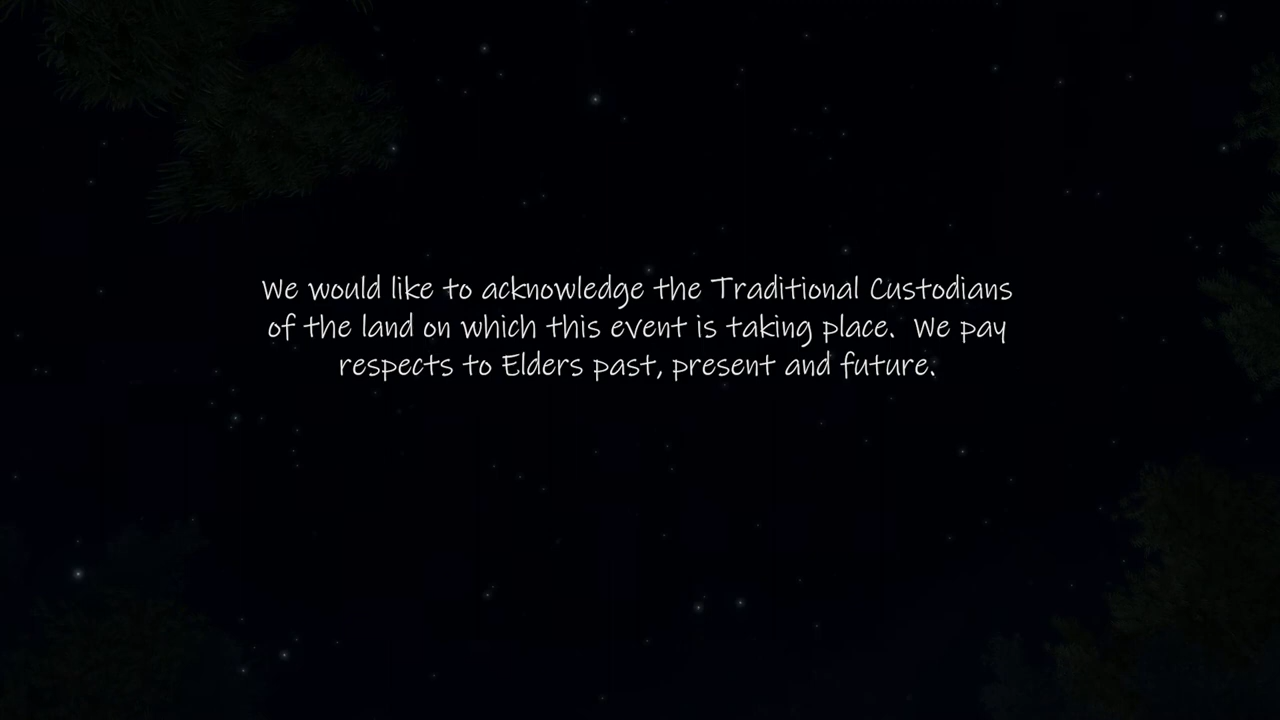 We would like to acknowledge the Traditional Custodians
of the land on which this event is taking place.  We pay
respects to Elders past, present and future.